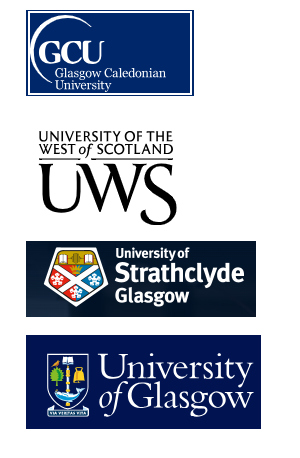 GCU
Glasgow Caledonian
University
UNIVERSITY OF THE
WEST of SCOTLAND
UWS
University of
Strathclyde
Glasgow
University
of Glasgow
VIA VERITAS VITA